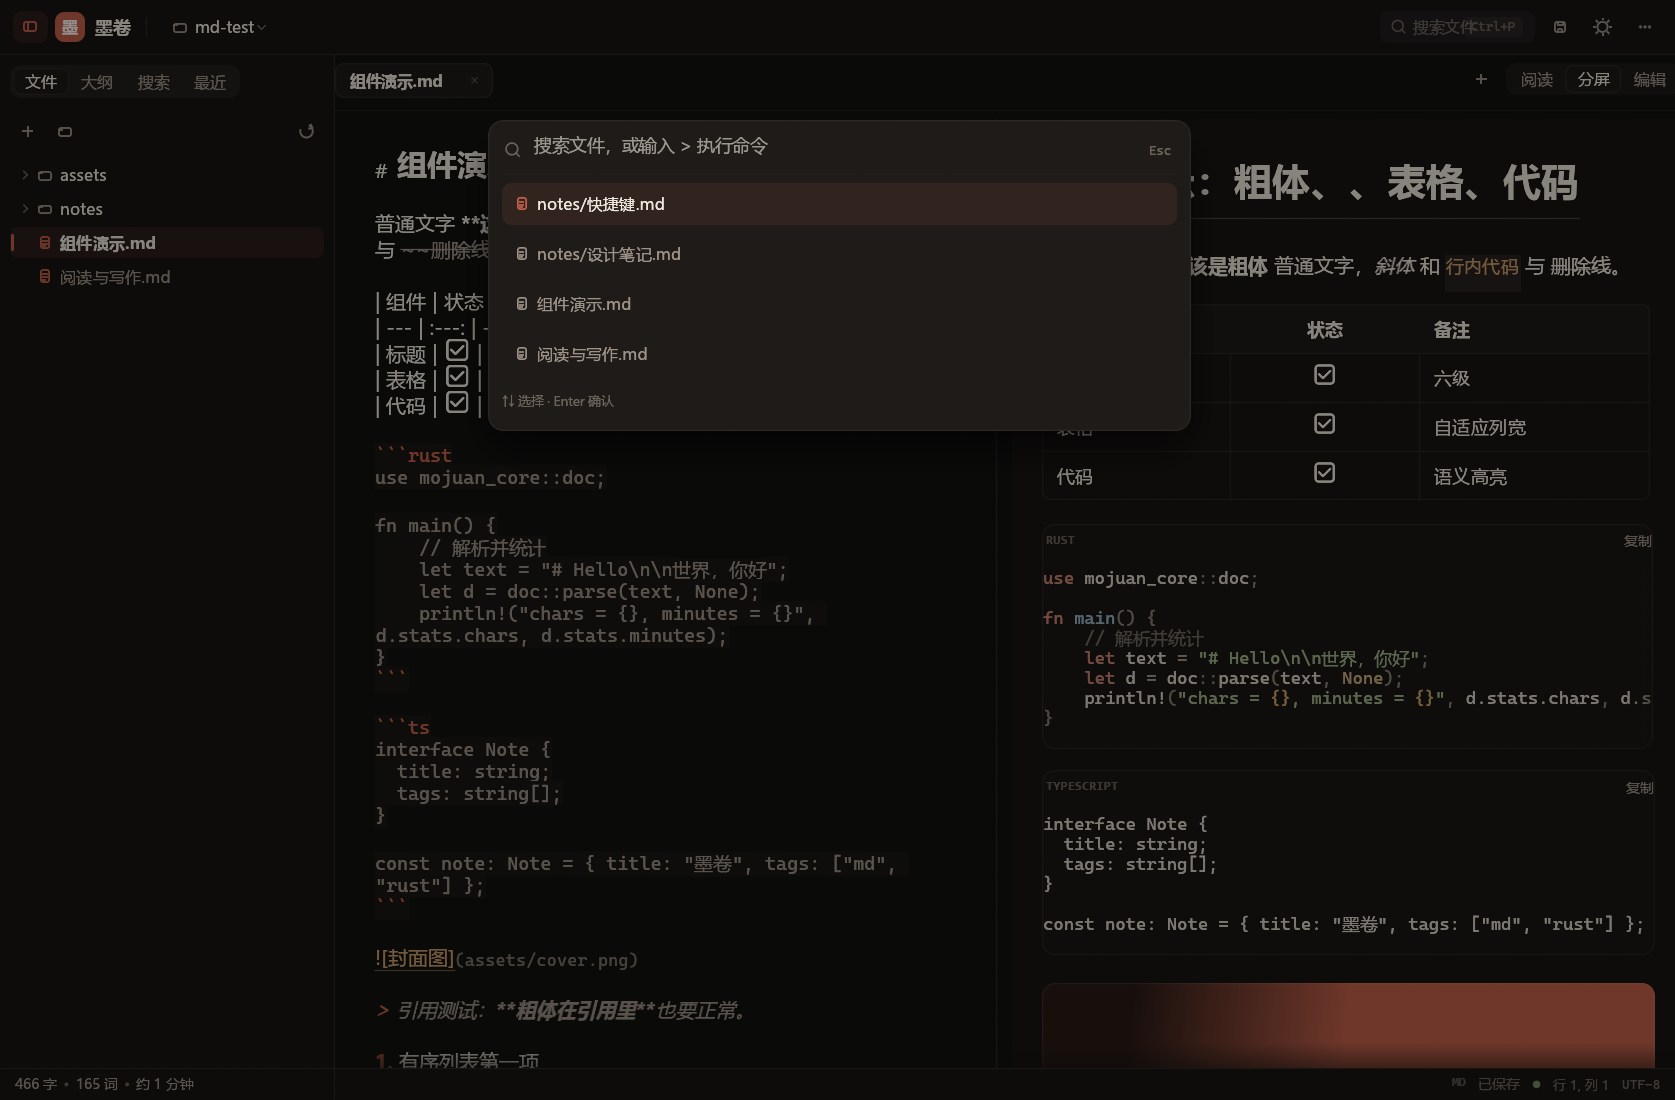 墨 墨卷 md-test 搜索文件 Ctrl+P
文件 大纲 搜索 最近
assets
notes
组件演示.md
阅读与写作.md
组件演示.md ×
+ 阅读 分屏 编辑
搜索文件，或输入 > 执行命令 Esc
notes/快捷键.md
notes/设计笔记.md
组件演示.md
阅读与写作.md
↑↓ 选择 · Enter 确认
# 组件演
普通文字 **
与 ~~删除线
| 组件 | 状态
| --- | :---: | -
| 标题 | ☑ |
| 表格 | ☑ |
| 代码 | ☑ |
```rust
use mojuan_core::doc;
fn main() {
// 解析并统计
let text = "# Hello\n\n世界，你好";
let d = doc::parse(text, None);
println!("chars = {}, minutes = {}",
d.stats.chars, d.stats.minutes);
}
```
```ts
interface Note {
title: string;
tags: string[];
}
const note: Note = { title: "墨卷", tags: ["md",
"rust"] };
```
![封面图](assets/cover.png)
> 引用测试：**粗体在引用里**也要正常。
1. 有序列表第一项
：粗体、、表格、代码
该是粗体 普通文字，斜体 和 行内代码 与 删除线。
状态 备注
☑ 六级
表格 ☑ 自适应列宽
代码 ☑ 语义高亮
RUST 复制
use mojuan_core::doc;
fn main() {
// 解析并统计
let text = "# Hello\n\n世界，你好";
let d = doc::parse(text, None);
println!("chars = {}, minutes = {}", d.stats.chars, d.s
}
TYPESCRIPT 复制
interface Note {
title: string;
tags: string[];
}
const note: Note = { title: "墨卷", tags: ["md", "rust"] };
466 字 • 165 词 • 约 1 分钟
MD 已保存 ● 行 1, 列 1 UTF-8